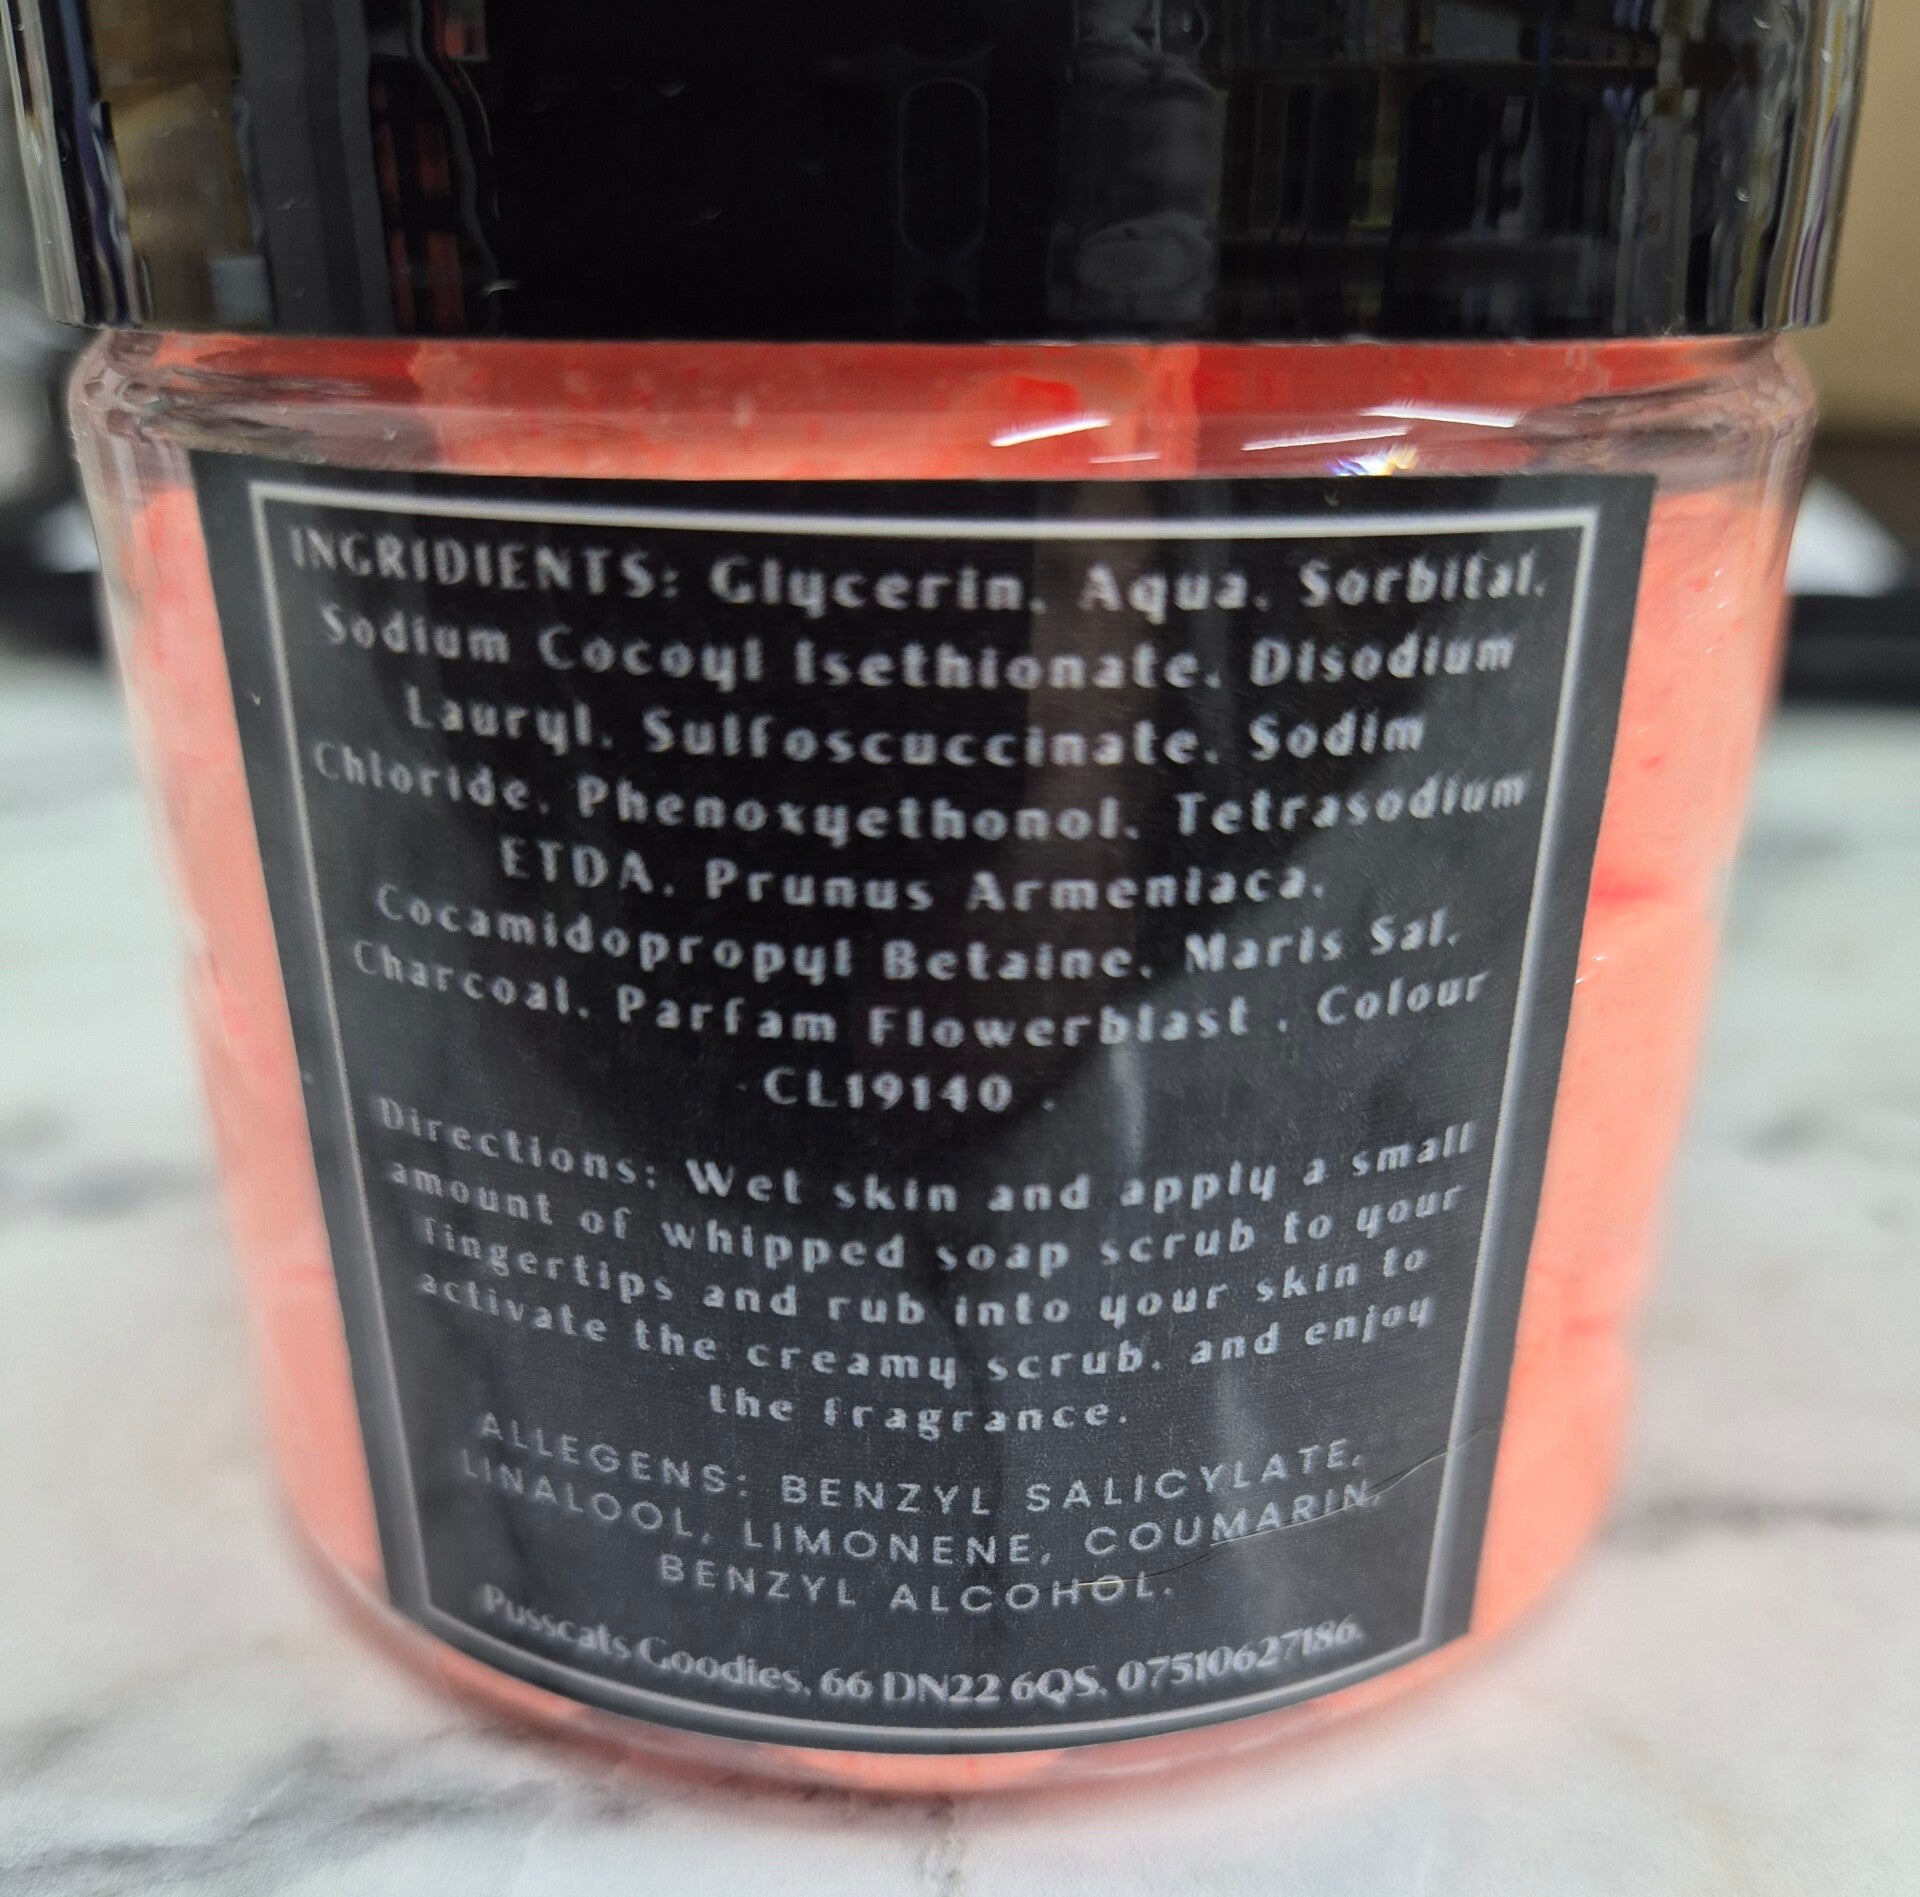 INGRIDIENTS: Glycerin, Aqua, Sorbital,
Sodium Cocoyl Isethionate, Disodium
Lauryl, Sulfoscuccinate, Sodim
Chloride, Phenoxyethonol, Tetrasodium
ETDA, Prunus Armeniaca,
Cocamidopropyl Betaine, Maris Sal,
Charcoal, Parfam Flowerblast , Colour
CL19140 .
Directions: Wet skin and apply a small
amount of whipped soap scrub to your
fingertips and rub into your skin to
activate the creamy scrub, and enjoy
the fragrance.
ALLEGENS: BENZYL SALICYLATE,
LINALOOL, LIMONENE, COUMARIN,
BENZYL ALCOHOL.
Pusscats Goodies, 66 DN22 6QS. 07510627186.